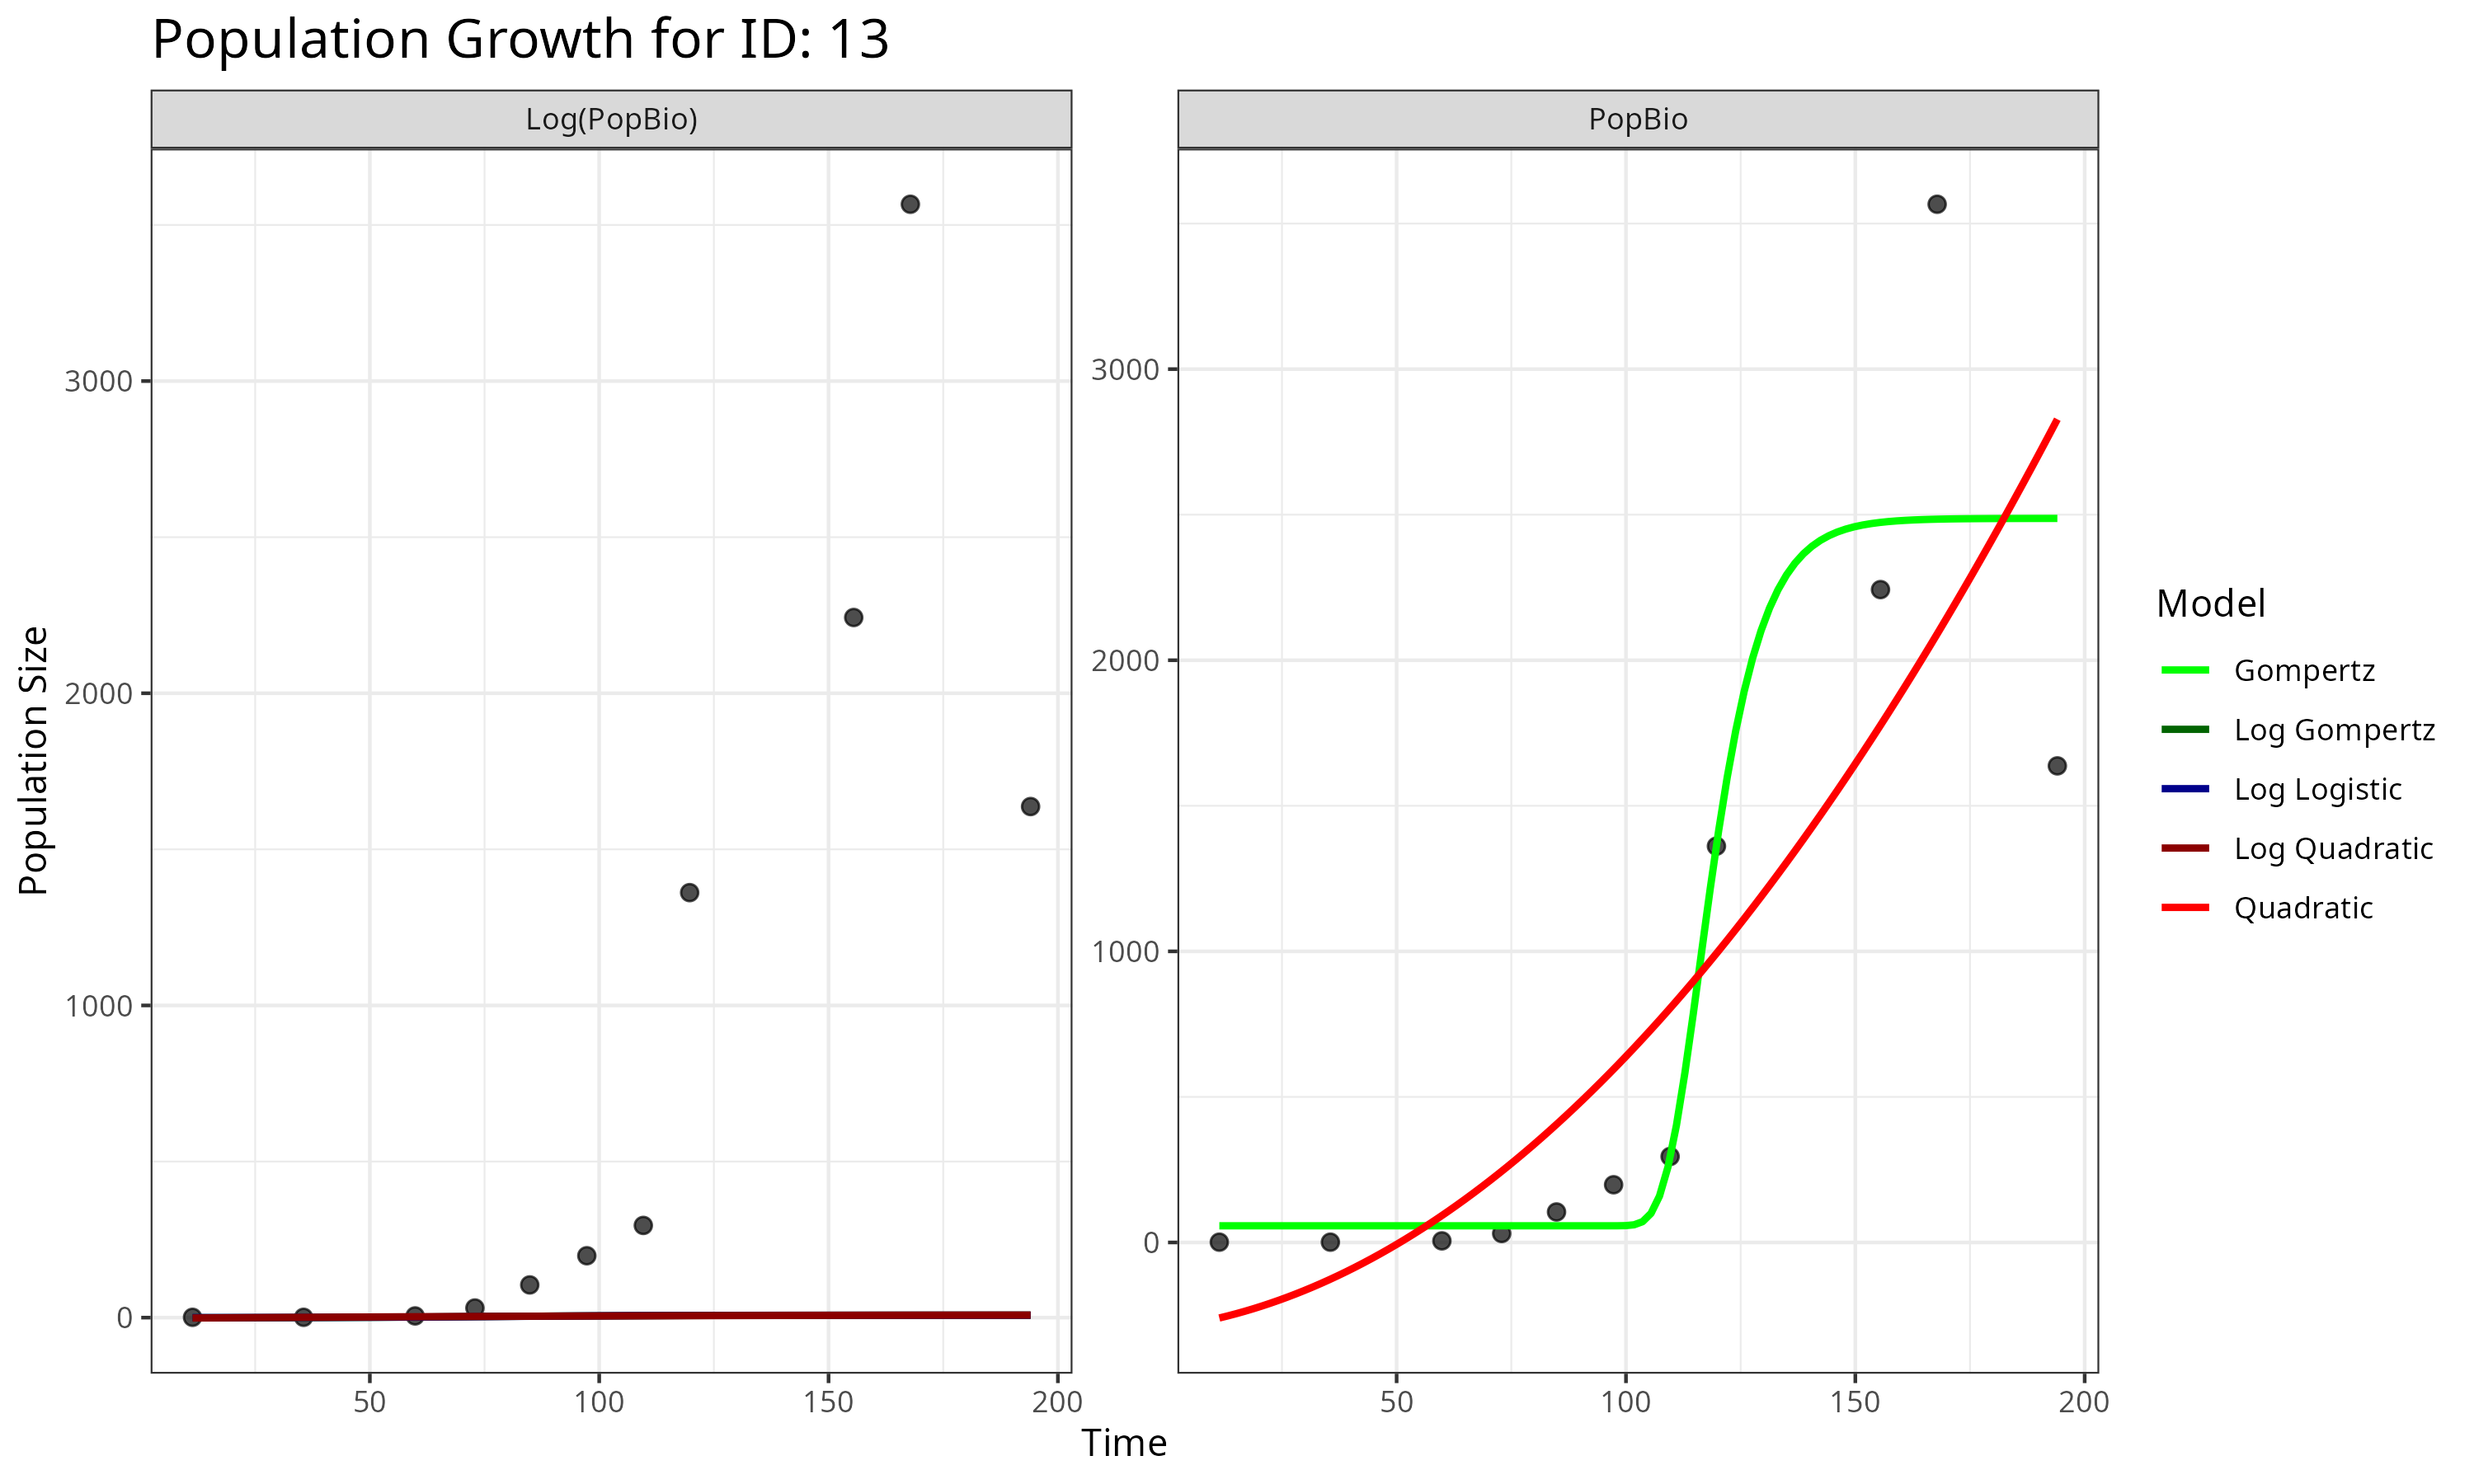 Population Growth for ID: 13
Log(PopBio)
PopBio
Population Size
3000
2000
1000
0
3000
2000
1000
0
50 100 150 200
50 100 150 200
Time
Model
Gompertz
Log Gompertz
Log Logistic
Log Quadratic
Quadratic